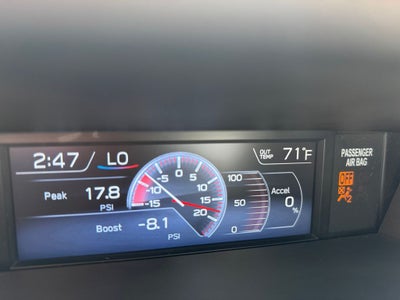 2:47 LO
OUT TEMP 71°F
Peak 17.8 PSI
Boost -8.1 PSI
-15 -10 -5 0 5 10 15 20
100
50
0
Accel
0
%
PASSENGER
AIR BAG
OFF
2